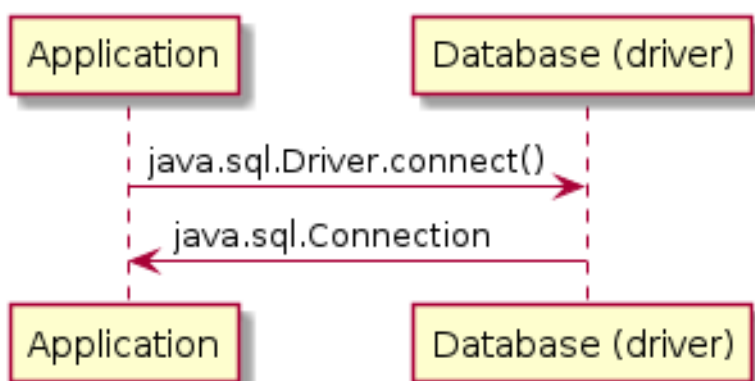 Application
Database (driver)
java.sql.Driver.connect()
java.sql.Connection
Application
Database (driver)